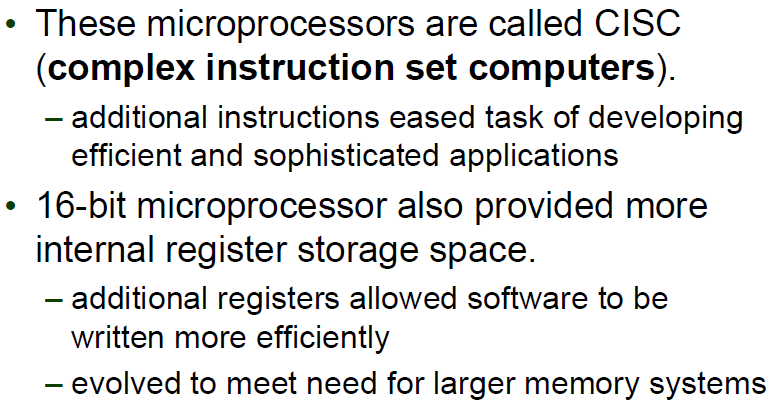 • These microprocessors are called CISC
(complex instruction set computers).
– additional instructions eased task of developing
efficient and sophisticated applications
• 16-bit microprocessor also provided more
internal register storage space.
– additional registers allowed software to be
written more efficiently
– evolved to meet need for larger memory systems